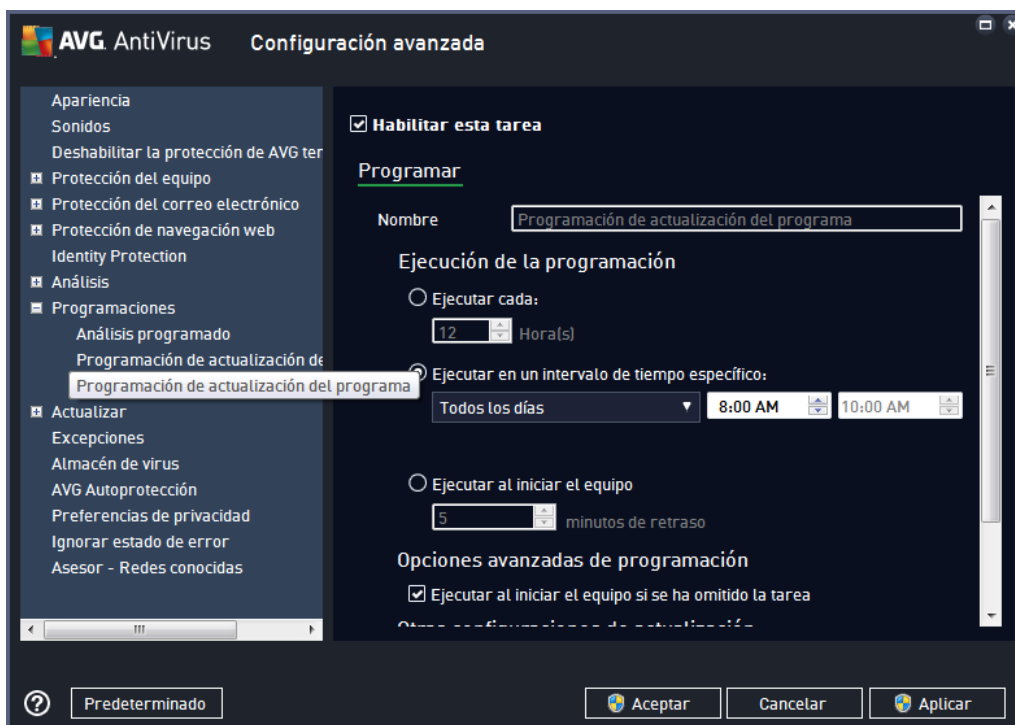 AVG. AntiVirus Configuración avanzada
Apariencia
Sonidos
Deshabilitar la protección de AVG ter
Protección del equipo
Protección del correo electrónico
Protección de navegación web
Identity Protection
Análisis
Programaciones
Análisis programado
Programación de actualización de
Programación de actualización del programa
Actualizar
Excepciones
Almacén de virus
AVG Autoprotección
Preferencias de privacidad
Ignorar estado de error
Asesor - Redes conocidas
Habilitar esta tarea
Programar
Nombre Programación de actualización del programa
Ejecución de la programación
Ejecutar cada:
12 Hora(s)
Ejecutar en un intervalo de tiempo específico:
Todos los días 8:00 AM 10:00 AM
Ejecutar al iniciar el equipo
5 minutos de retraso
Opciones avanzadas de programación
Ejecutar al iniciar el equipo si se ha omitido la tarea
Otras configuraciones de actualización
? Predeterminado Aceptar Cancelar Aplicar